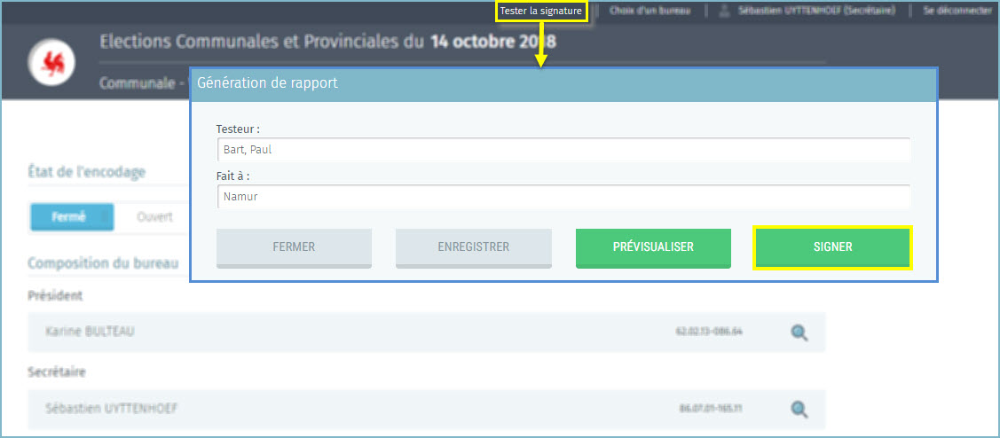 Tester la signature | Choix d'un bureau | Sébastien UYTTENHOEF (Secrétaire) | Se déconnecter
Elections Communales et Provinciales du 14 octobre 2018
Communale -
Génération de rapport
Testeur :
Bart, Paul
Fait à :
Namur
FERMER ENREGISTRER PRÉVISUALISER SIGNER
État de l'encodage
Fermé Ouvert
Composition du bureau
Président
Karine BULTEAU 62.02.13-086.64
Secrétaire
Sébastien UYTTENHOEF 86.07.01-165.11